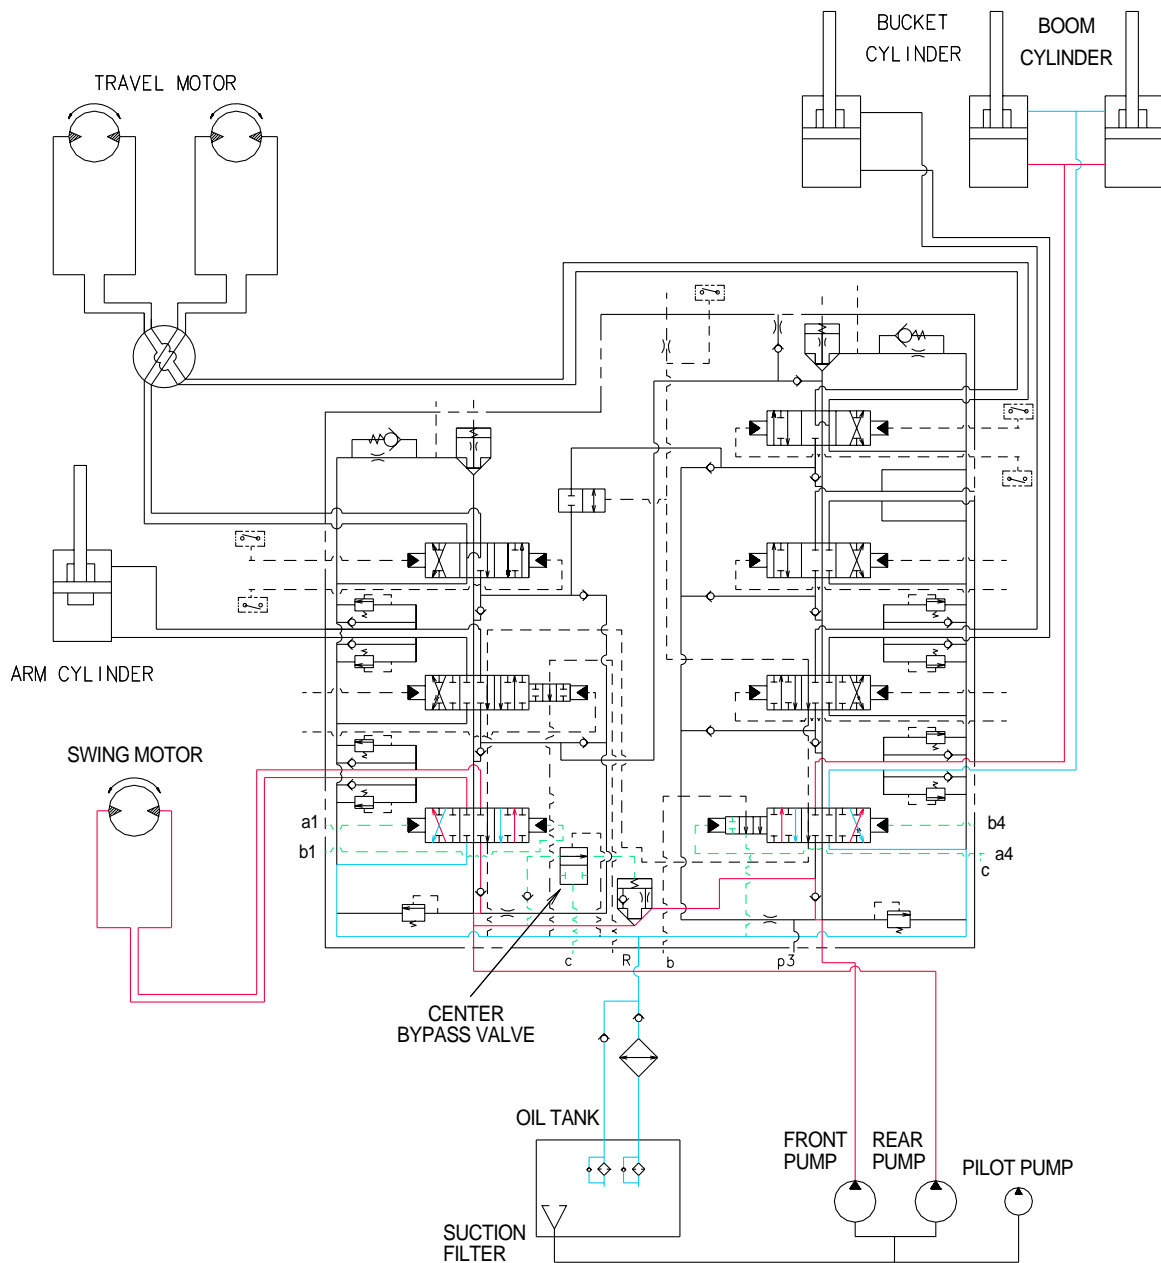 BUCKET
CYLINDER
BOOM
CYLINDER
TRAVEL MOTOR
ARM CYLINDER
SWING MOTOR
a1
b1
b4
a4
c
c
R
b
p3
CENTER
BYPASS VALVE
OIL TANK
FRONT
PUMP
REAR
PUMP
PILOT PUMP
SUCTION
FILTER